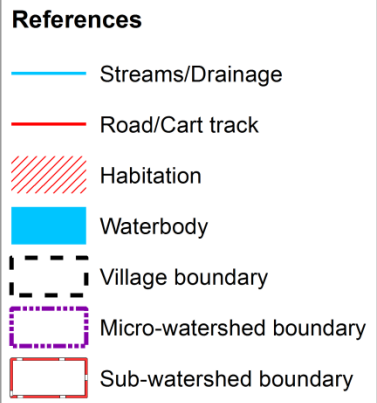 References
Streams/Drainage
Road/Cart track
Habitation
Waterbody
Village boundary
Micro-watershed boundary
Sub-watershed boundary